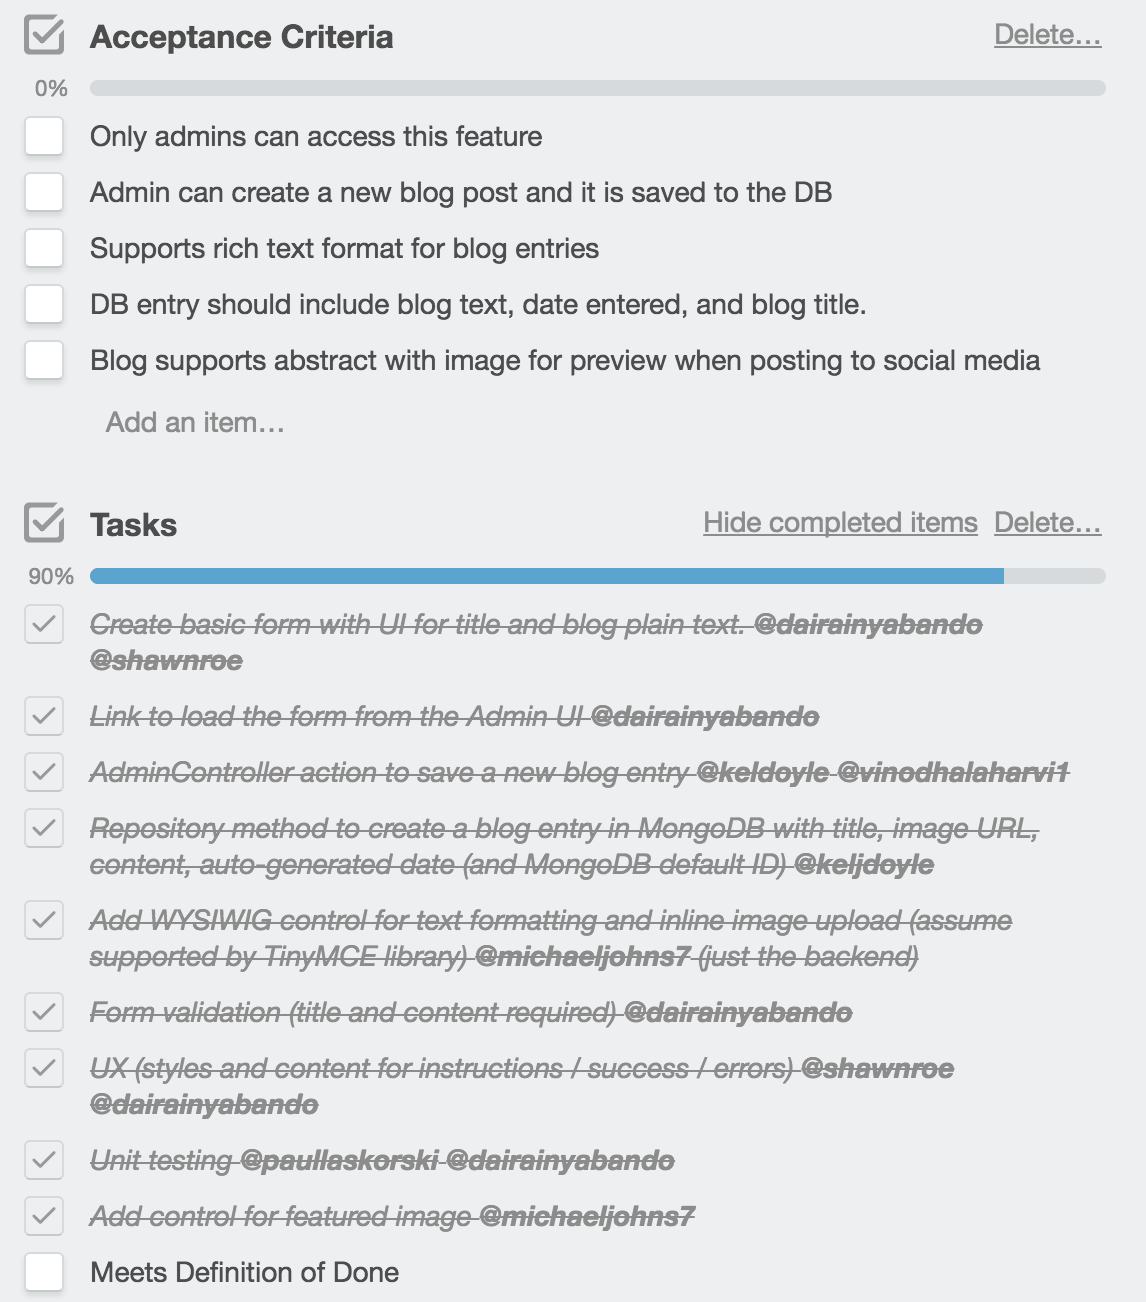 Acceptance Criteria
Delete…
0%
Only admins can access this feature
Admin can create a new blog post and it is saved to the DB
Supports rich text format for blog entries
DB entry should include blog text, date entered, and blog title.
Blog supports abstract with image for preview when posting to social media
Add an item…
Tasks
Hide completed items Delete…
90%
Create basic form with UI for title and blog plain text. @dairainyabando
@shawnroe
Link to load the form from the Admin UI @dairainyabando
AdminController action to save a new blog entry @keldoyle @vinodhalaharvi1
Repository method to create a blog entry in MongoDB with title, image URL,
content, auto-generated date (and MongoDB default ID) @keljdoyle
Add WYSIWIG control for text formatting and inline image upload (assume
supported by TinyMCE library) @michaeljohns7 (just the backend)
Form validation (title and content required) @dairainyabando
UX (styles and content for instructions / success / errors) @shawnroe
@dairainyabando
Unit testing @paullaskorski @dairainyabando
Add control for featured image @michaeljohns7
Meets Definition of Done